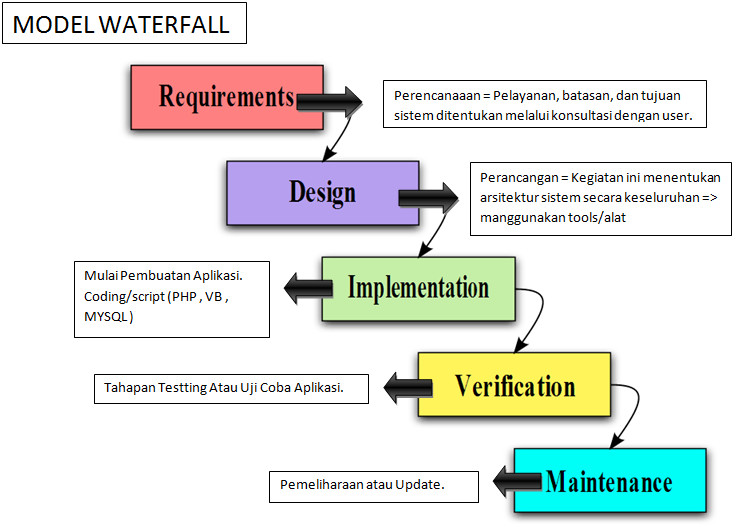 MODEL WATERFALL
Requirements
Perencanaaan = Pelayanan, batasan, dan tujuan
sistem ditentukan melalui konsultasi dengan user.
Design
Perancangan = Kegiatan ini menentukan
arsitektur sistem secara keseluruhan =>
manggunakan tools/alat
Mulai Pembuatan Aplikasi.
Coding/script (PHP , VB ,
MYSQL )
Implementation
Tahapan Testting Atau Uji Coba Aplikasi.
Verification
Pemeliharaan atau Update.
Maintenance